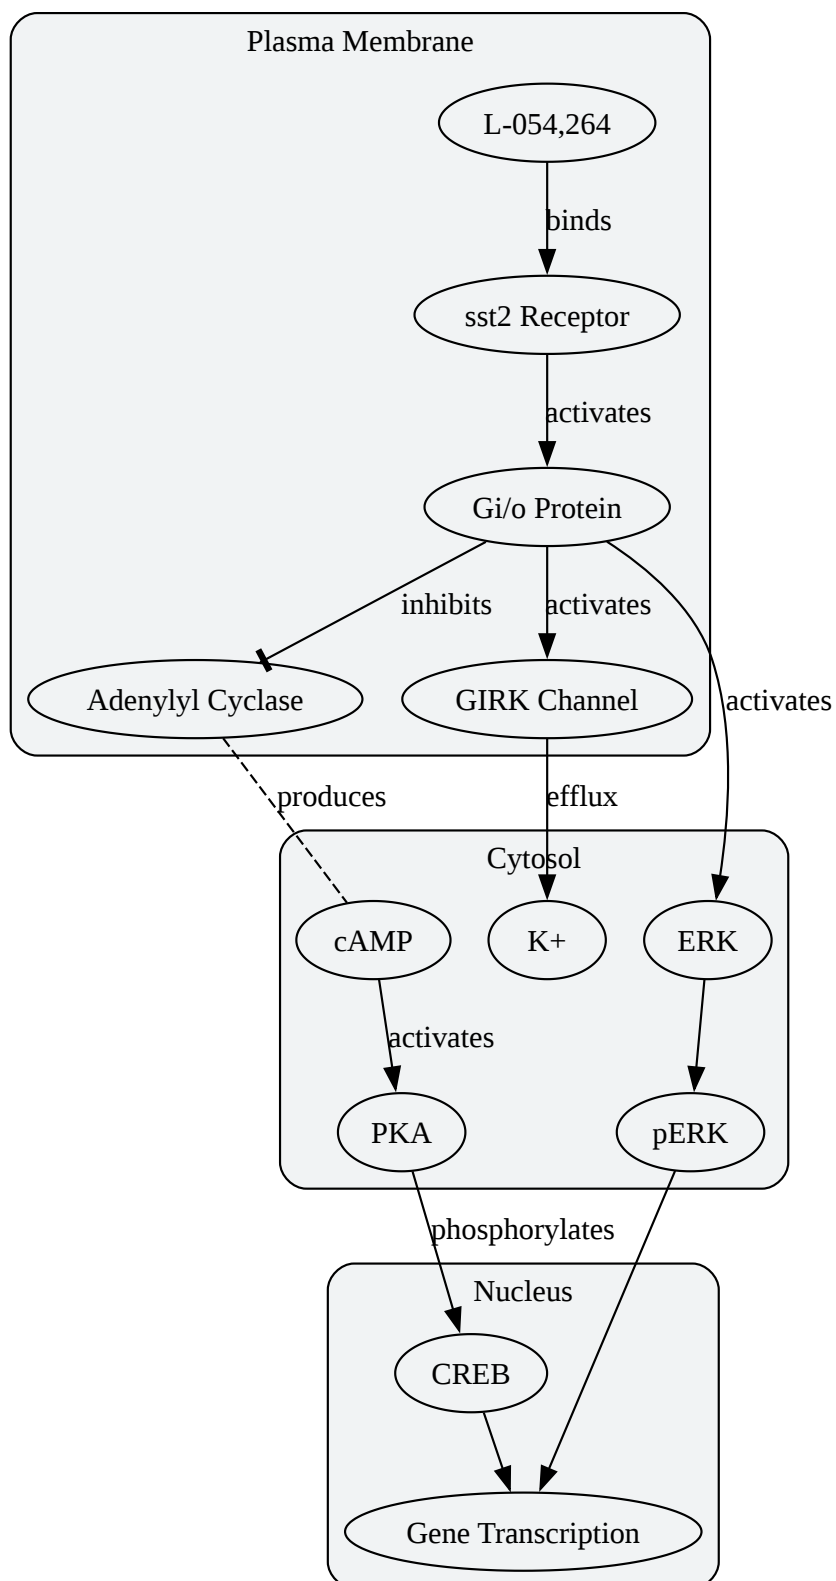 Plasma Membrane
L-054,264
binds
sst2 Receptor
activates
Gi/o Protein
inhibits
activates
Adenylyl Cyclase
GIRK Channel
activates
produces
efflux
Cytosol
cAMP
K+
ERK
activates
PKA
pERK
phosphorylates
Nucleus
CREB
Gene Transcription